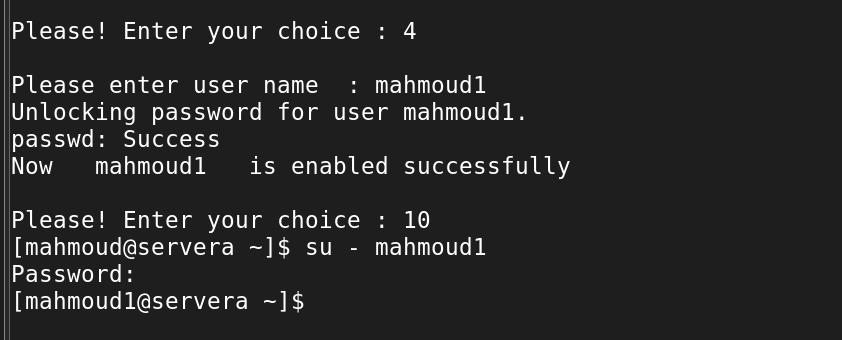 Please! Enter your choice : 4
Please enter user name  : mahmoud1
Unlocking password for user mahmoud1.
passwd: Success
Now   mahmoud1   is enabled successfully
Please! Enter your choice : 10
[mahmoud@servera ~]$ su - mahmoud1
Password:
[mahmoud1@servera ~]$